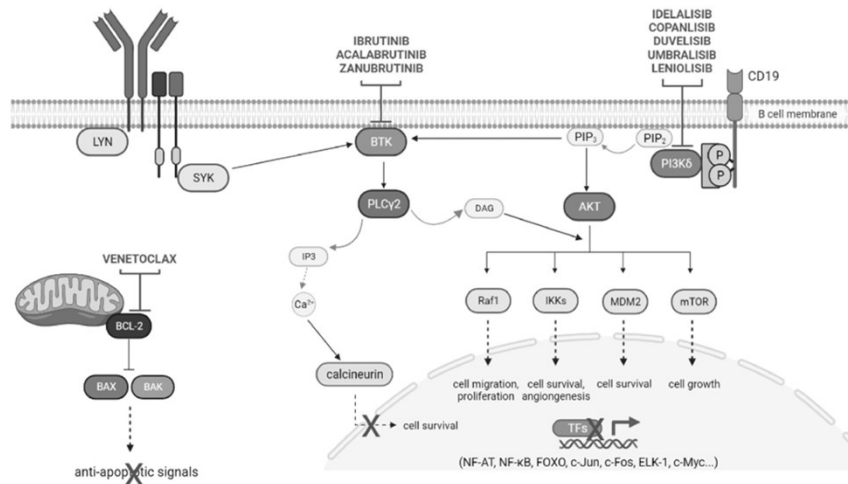 IDELALISIB
COPANLISIB
DUVELISIB
UMBRALISIB
LENIOLISIB
IBRUTINIB
ACALABRUTINIB
ZANUBRUTINIB
CD19
B cell membrane
LYN
SYK
BTK
PIP3
PIP2
PI3Kδ
P
P
PLCγ2
DAG
AKT
IP3
Ca2+
VENETOCLAX
BCL-2
BAX
BAK
anti-apoptotic signals
calcineurin
cell survival
Raf1
IKKs
MDM2
mTOR
cell migration,
proliferation
cell survival,
angiogenesis
cell survival
cell growth
TFs
(NF-AT, NF-κB, FOXO, c-Jun, c-Fos, ELK-1, c-Myc...)